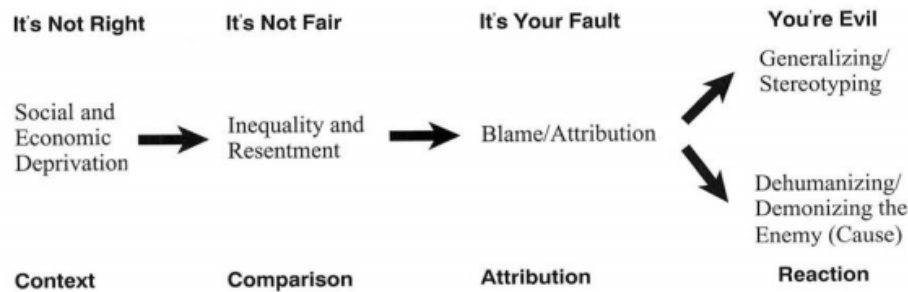 It's Not Right
It's Not Fair
It's Your Fault
You're Evil
Social and
Economic
Deprivation
Inequality and
Resentment
Blame/Attribution
Generalizing/
Stereotyping
Dehumanizing/
Demonizing the
Enemy (Cause)
Context
Comparison
Attribution
Reaction